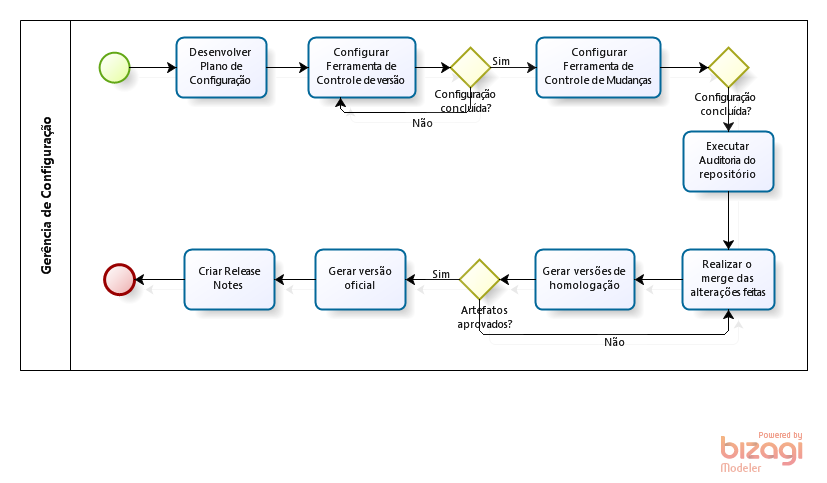 Gerência de Configuração
Desenvolver
Plano de
Configuração
Configurar
Ferramenta de
Controle de versão
Configuração
concluída?
Sim
Não
Configurar
Ferramenta de
Controle de Mudanças
Configuração
concluída?
Executar
Auditoria do
repositório
Realizar o
merge das
alterações feitas
Gerar versões de
homologação
Artefatos
aprovados?
Sim
Não
Gerar versão
oficial
Criar Release
Notes
Powered by
bizagi
Modeler